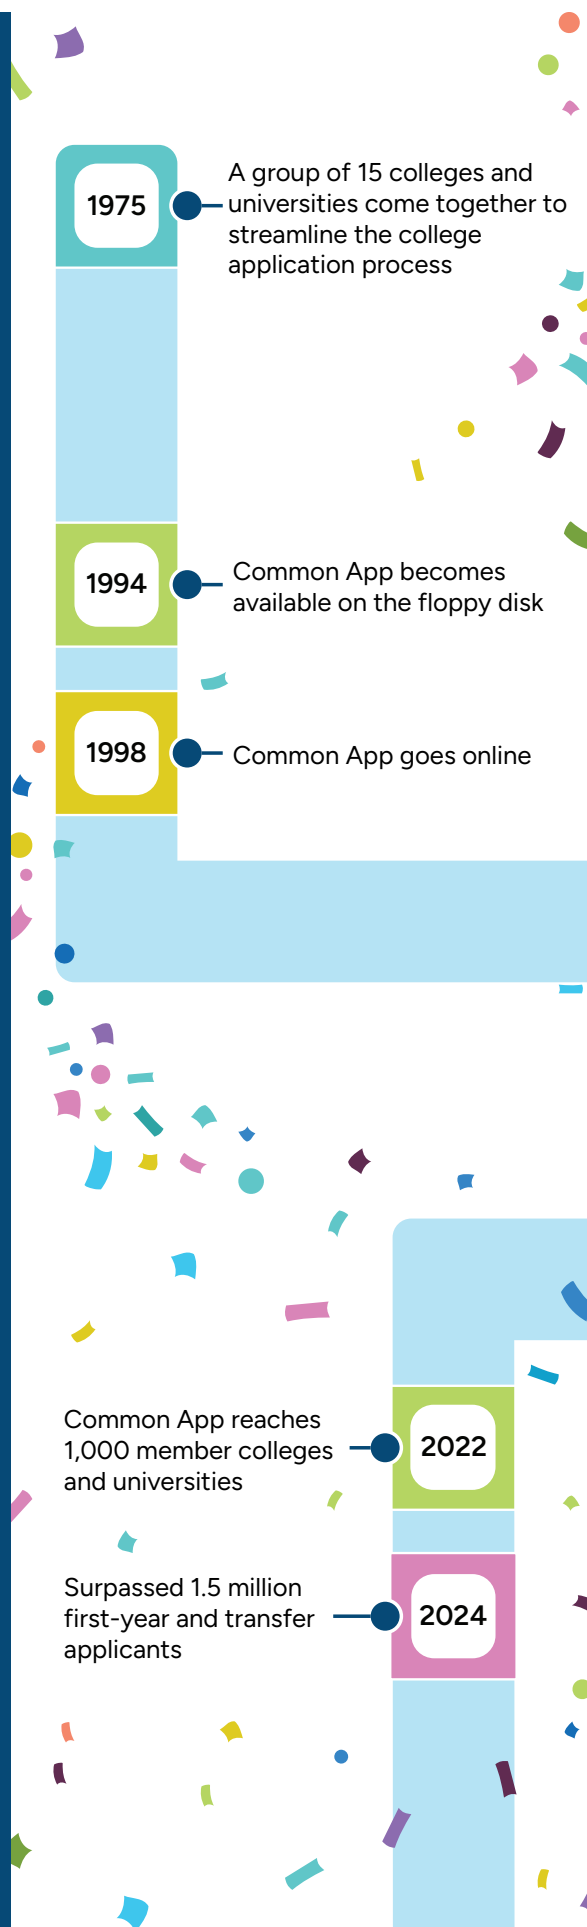 1975
A group of 15 colleges and
universities come together to
streamline the college
application process
1994
Common App becomes
available on the floppy disk
1998
Common App goes online
Common App reaches
1,000 member colleges
and universities
2022
Surpassed 1.5 million
first-year and transfer
applicants
2024